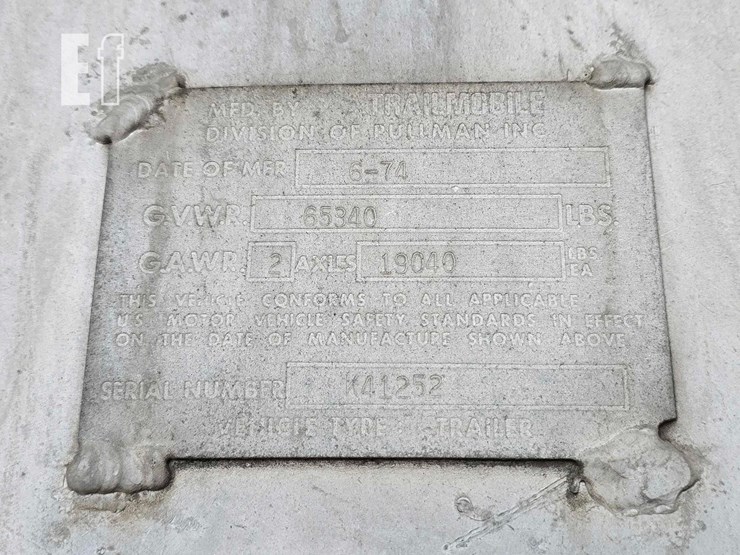 Ef
MFD. BY TRAILMOBILE
DIVISION OF PULLMAN INC
DATE OF MFR 6-74
G.V.W.R. 65340 LBS.
G.A.W.R. 2 AXLES 19040 LBS EA
THIS VEHICLE CONFORMS TO ALL APPLICABLE
U.S. MOTOR VEHICLE SAFETY STANDARDS IN EFFECT
ON THE DATE OF MANUFACTURE SHOWN ABOVE
SERIAL NUMBER K41252
VEHICLE TYPE - TRAILER